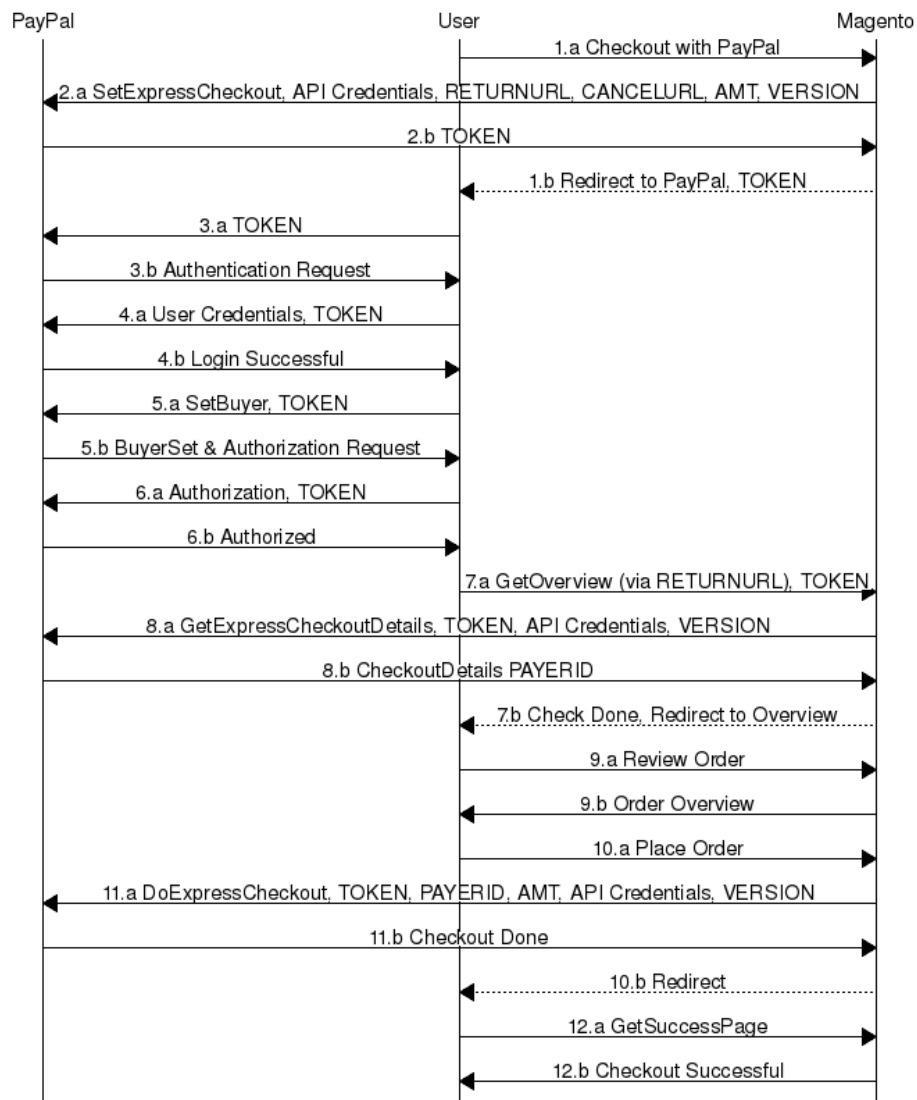 PayPal User Magento
1.a Checkout with PayPal
2.a SetExpressCheckout, API Credentials, RETURNURL, CANCELURL, AMT, VERSION
2.b TOKEN
1.b Redirect to PayPal, TOKEN
3.a TOKEN
3.b Authentication Request
4.a User Credentials, TOKEN
4.b Login Successful
5.a SetBuyer, TOKEN
5.b BuyerSet & Authorization Request
6.a Authorization, TOKEN
6.b Authorized
7.a GetOverview (via RETURNURL), TOKEN
8.a GetExpressCheckoutDetails, TOKEN, API Credentials, VERSION
8.b CheckoutDetails PAYERID
7.b Check Done, Redirect to Overview
9.a Review Order
9.b Order Overview
10.a Place Order
11.a DoExpressCheckout, TOKEN, PAYERID, AMT, API Credentials, VERSION
11.b Checkout Done
10.b Redirect
12.a GetSuccessPage
12.b Checkout Successful